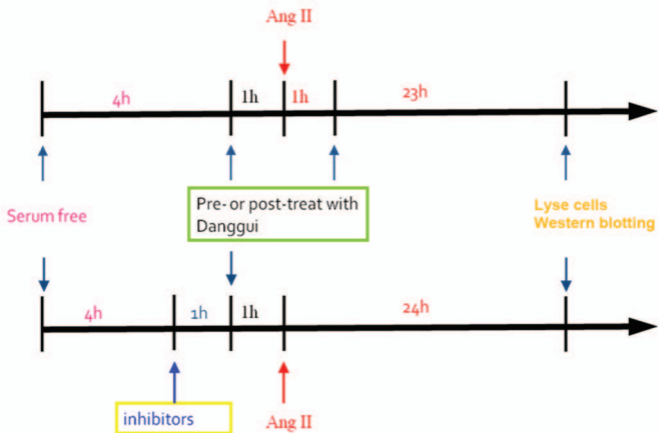 Ang II
4h
1h
1h
23h
Serum free
Pre- or post-treat with
Danggui
Lyse cells
Western blotting
4h
1h
1h
24h
inhibitors
Ang II